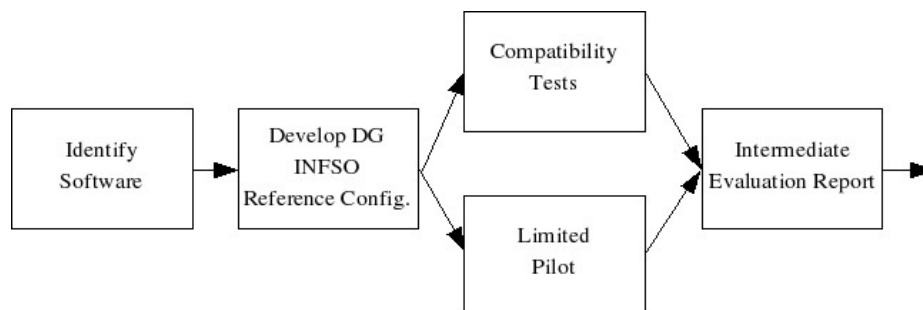 Identify
Software
Develop DG
INFSO
Reference Config.
Compatibility
Tests
Limited
Pilot
Intermediate
Evaluation Report